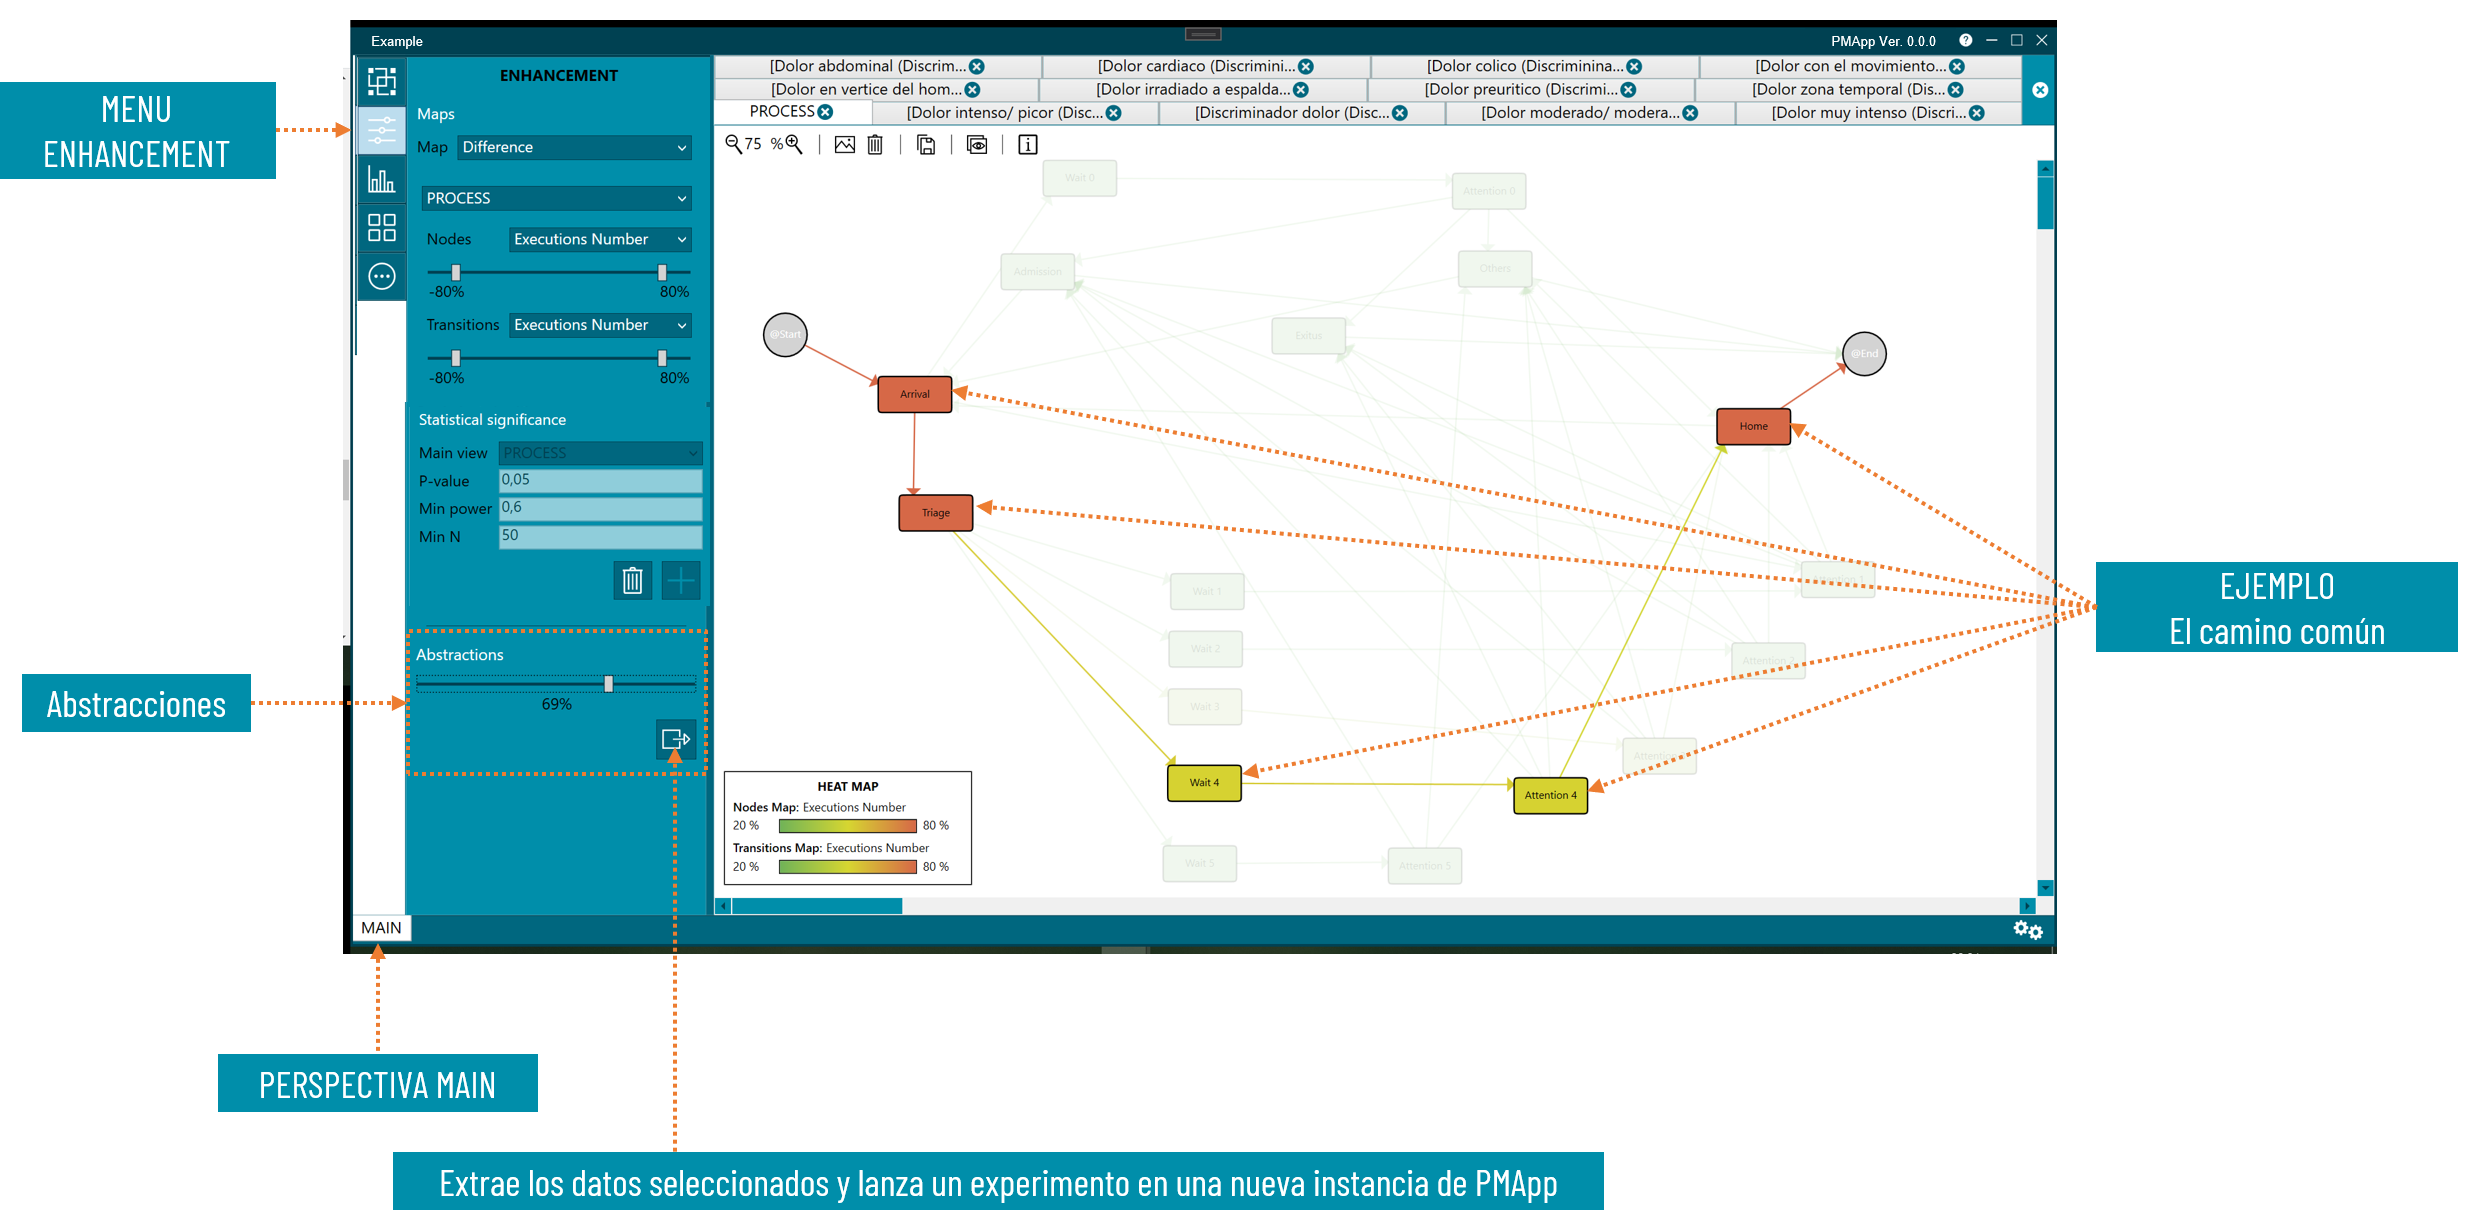 Example
PMApp Ver. 0.0.0
MENU
ENHANCEMENT
ENHANCEMENT
Maps
Map
Difference
PROCESS
Nodes
Executions Number
-80%
80%
Transitions
Executions Number
-80%
80%
Statistical significance
Main view
PROCESS
P-value
0,05
Min power
0,6
Min N
50
Abstractions
69%
Abstracciones
[Dolor abdominal (Discrim...
[Dolor cardiaco (Discrimini...
[Dolor colico (Discriminina...
[Dolor con el movimiento...
[Dolor en vertice del hom...
[Dolor irradiado a espalda...
[Dolor preuritico (Discrimi...
[Dolor zona temporal (Dis...
PROCESS
[Dolor intenso/ picor (Disc...
[Discriminador dolor (Disc...
[Dolor moderado/ modera...
[Dolor muy intenso (Discri...
75 %
Wait 0
Attention 0
Admission
Others
@Start
Exitus
@End
Arrival
Home
Triage
Wait 1
Attention 1
Wait 2
Attention 2
Wait 3
Attention
Wait 4
Attention 4
Wait 5
Attention 5
HEAT MAP
Nodes Map: Executions Number
20 %
80 %
Transitions Map: Executions Number
20 %
80 %
EJEMPLO
El camino común
MAIN
PERSPECTIVA MAIN
Extrae los datos seleccionados y lanza un experimento en una nueva instancia de PMApp